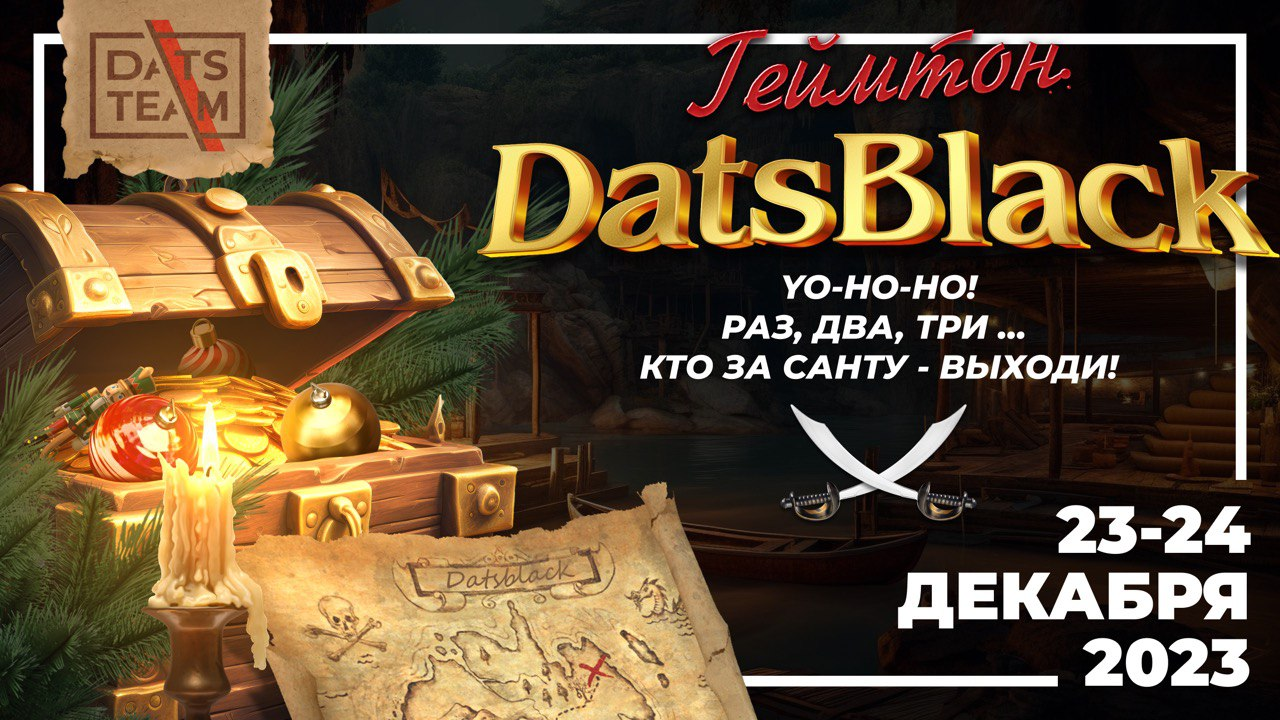 DATS
TEAM
Геймтон
DatsBlack
YO-HO-HO!
РАЗ, ДВА, ТРИ ...
КТО ЗА САНТУ - ВЫХОДИ!
Datsblack
23-24
ДЕКАБРЯ
2023